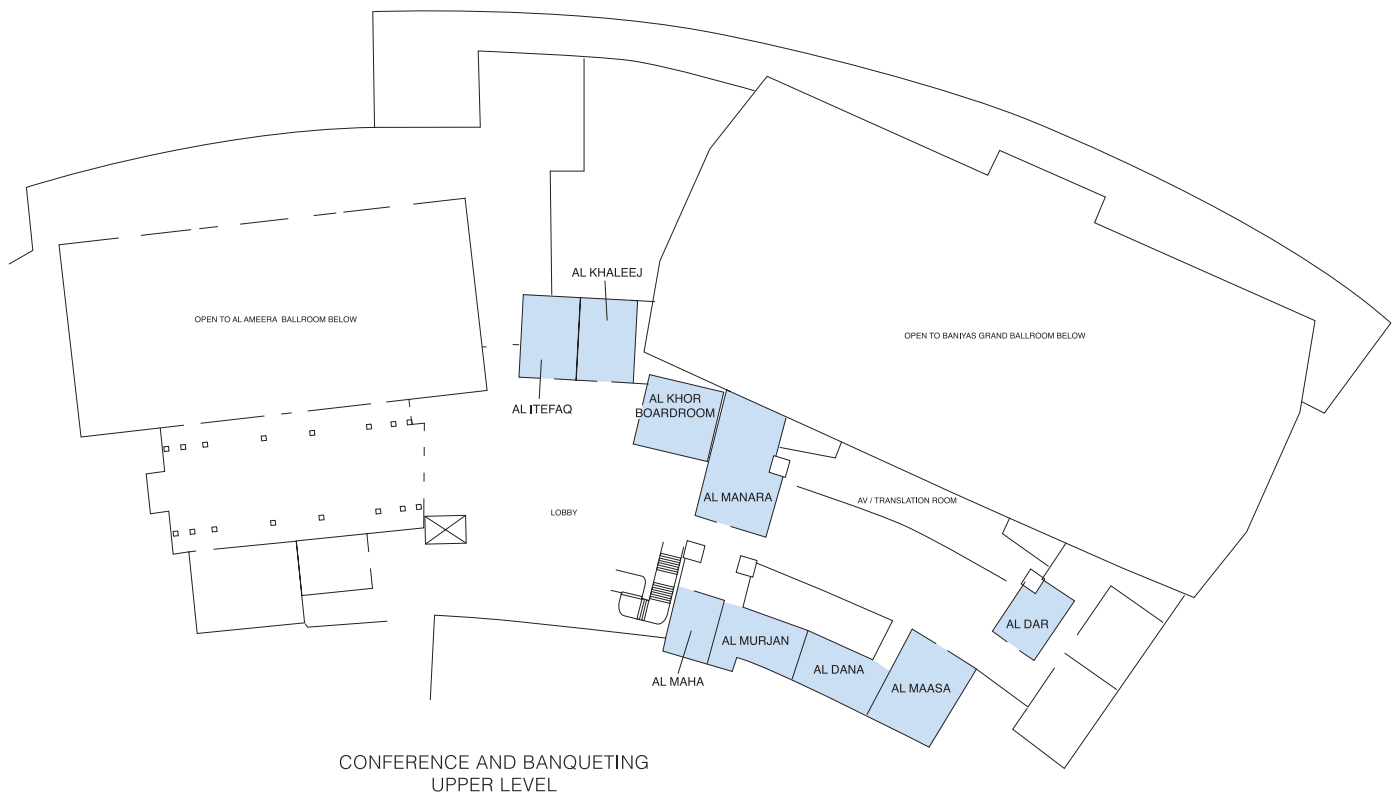 AL KHALEEJ
OPEN TO AL AMEERA BALLROOM BELOW
OPEN TO BANIYAS GRAND BALLROOM BELOW
AL ITEFAQ
AL KHOR
BOARDROOM
AL MANARA
AV / TRANSLATION ROOM
LOBBY
AL DAR
AL MURJAN
AL DANA
AL MAHA
AL MAASA
CONFERENCE AND BANQUETING
UPPER LEVEL